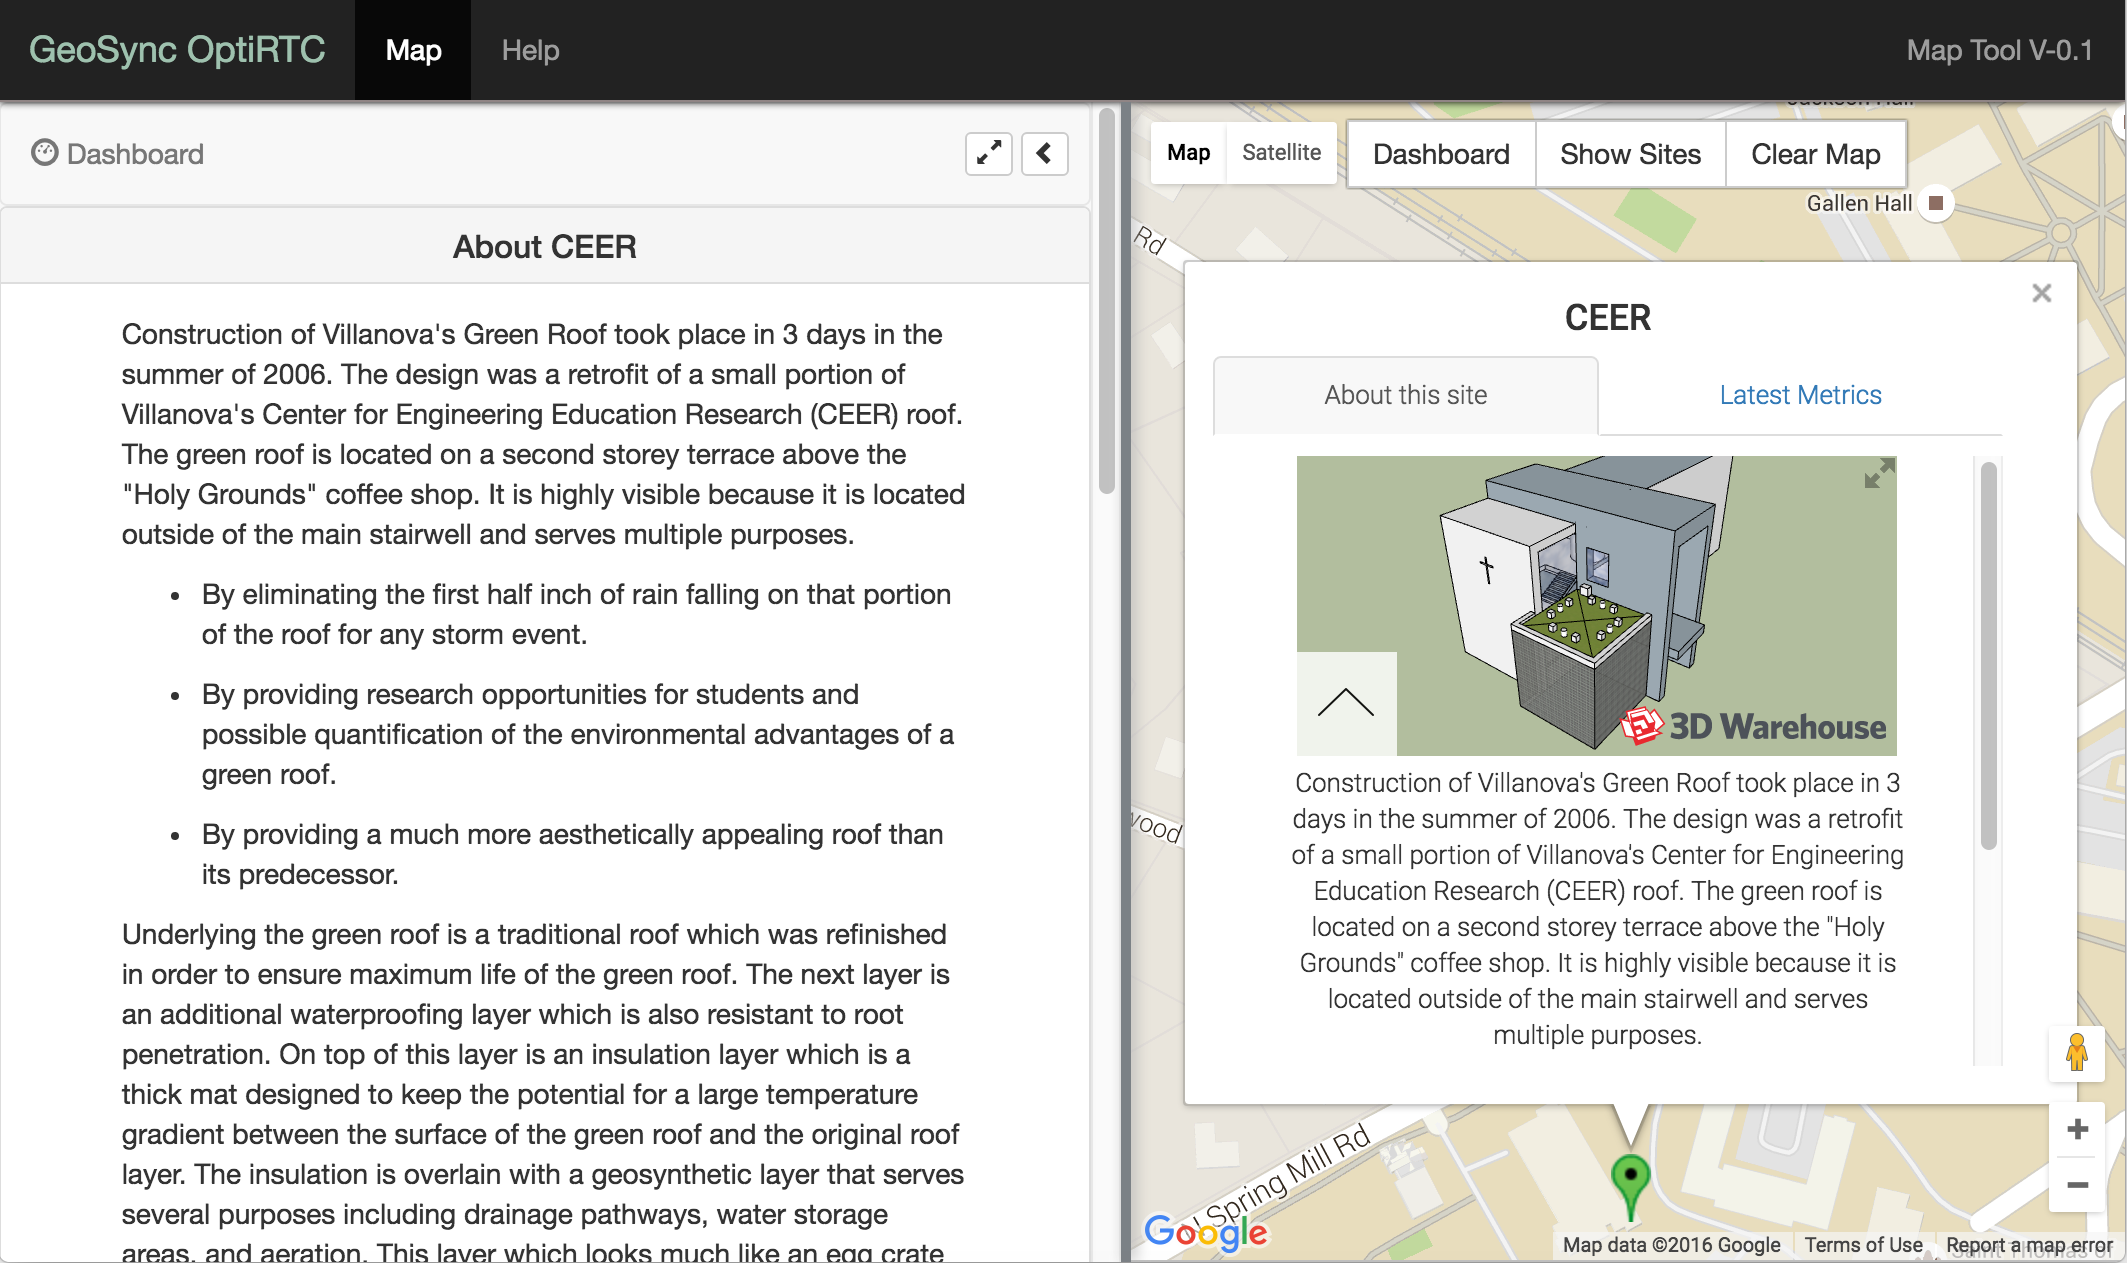 GeoSync OptiRTC
Map
Help
Map Tool V-0.1
Dashboard
About CEER
Construction of Villanova's Green Roof took place in 3 days in the
summer of 2006. The design was a retrofit of a small portion of
Villanova's Center for Engineering Education Research (CEER) roof.
The green roof is located on a second storey terrace above the
"Holy Grounds" coffee shop. It is highly visible because it is located
outside of the main stairwell and serves multiple purposes.
• By eliminating the first half inch of rain falling on that portion
of the roof for any storm event.
• By providing research opportunities for students and
possible quantification of the environmental advantages of a
green roof.
• By providing a much more aesthetically appealing roof than
its predecessor.
Underlying the green roof is a traditional roof which was refinished
in order to ensure maximum life of the green roof. The next layer is
an additional waterproofing layer which is also resistant to root
penetration. On top of this layer is an insulation layer which is a
thick mat designed to keep the potential for a large temperature
gradient between the surface of the green roof and the original roof
layer. The insulation is overlain with a geosynthetic layer that serves
several purposes including drainage pathways, water storage
areas, and aeration. This layer which looks much like an egg crate
Map
Satellite
Dashboard
Show Sites
Clear Map
Gallen Hall
Rd
CEER
About this site
Latest Metrics
3D Warehouse
Construction of Villanova's Green Roof took place in 3
days in the summer of 2006. The design was a retrofit
of a small portion of Villanova's Center for Engineering
Education Research (CEER) roof. The green roof is
located on a second storey terrace above the "Holy
Grounds" coffee shop. It is highly visible because it is
located outside of the main stairwell and serves
multiple purposes.
wood
N Spring Mill Rd
Google
Map data ©2016 Google
Terms of Use
Report a map error